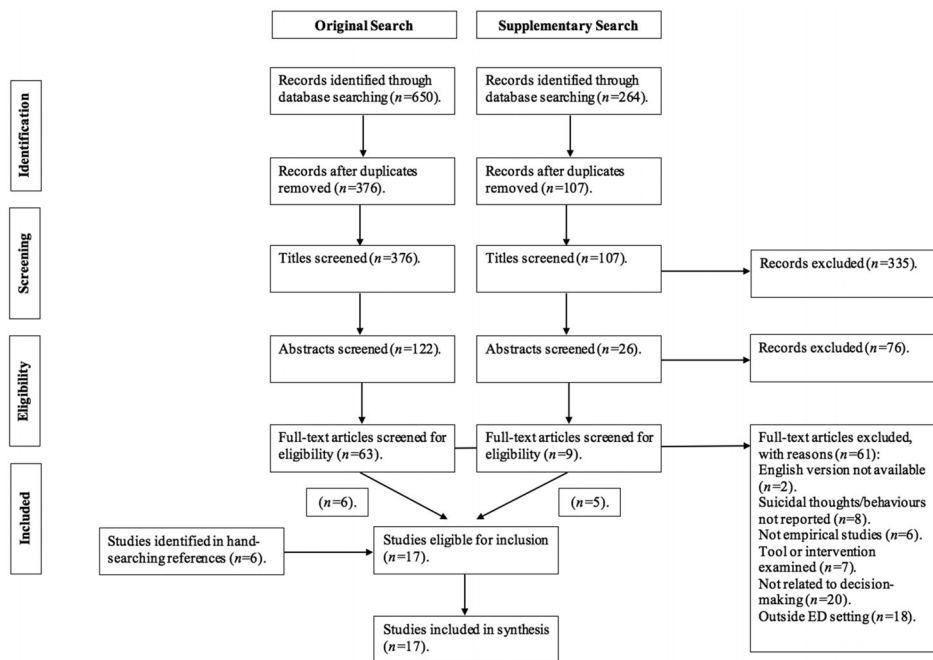 Original Search
Supplementary Search
Identification
Records identified through
database searching (n=650).
Records identified through
database searching (n=264).
Records after duplicates
removed (n=376).
Records after duplicates
removed (n=107).
Screening
Titles screened (n=376).
Titles screened (n=107).
Records excluded (n=335).
Eligibility
Abstracts screened (n=122).
Abstracts screened (n=26).
Records excluded (n=76).
Full-text articles screened for
eligibility (n=63).
Full-text articles screened for
eligibility (n=9).
Full-text articles excluded,
with reasons (n=61):
English version not available
(n=2).
Suicidal thoughts/behaviours
not reported (n=8).
Not empirical studies (n=6).
Tool or intervention
examined (n=7).
Not related to decision-
making (n=20).
Outside ED setting (n=18).
Included
(n=6).
(n=5).
Studies identified in hand-
searching references (n=6).
Studies eligible for inclusion
(n=17).
Studies included in synthesis
(n=17).